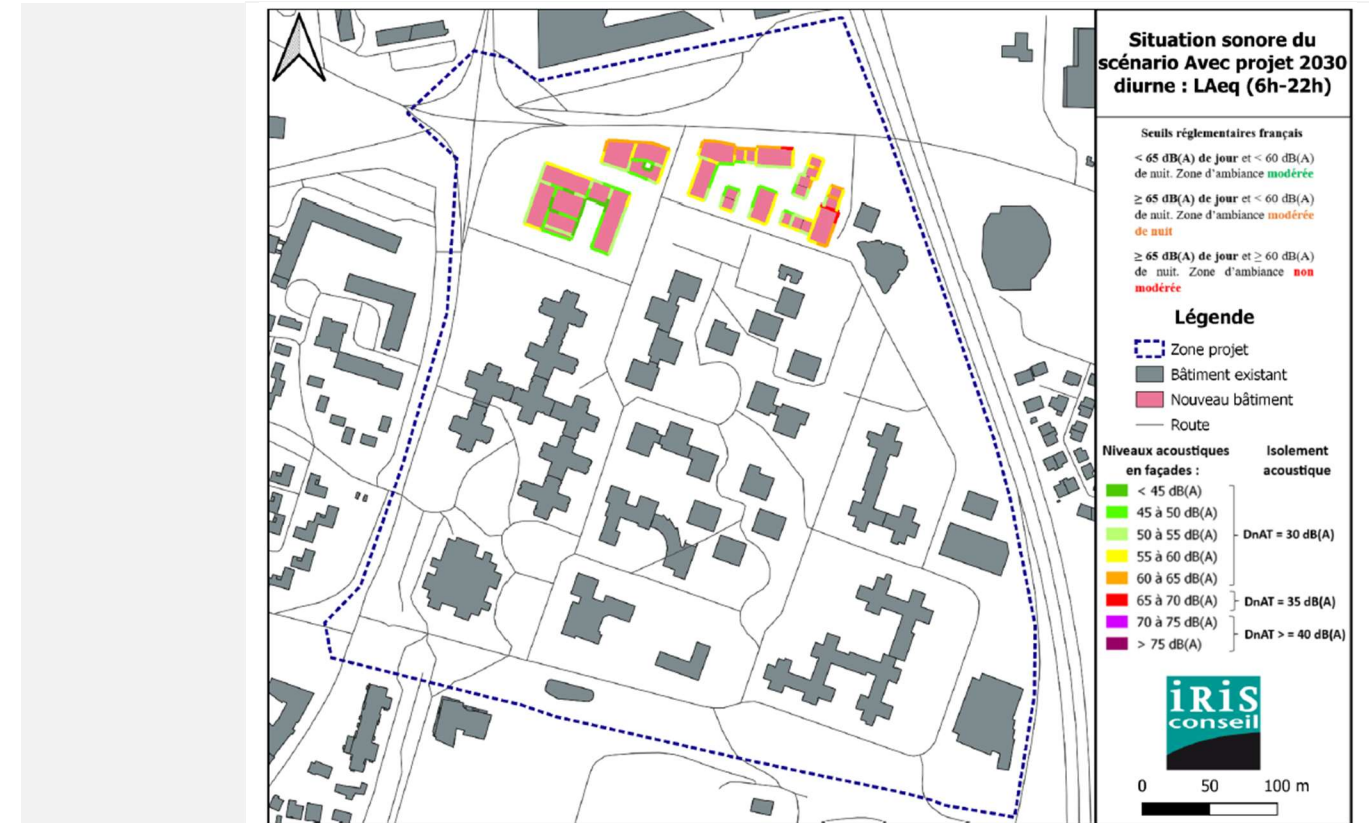 Situation sonore du
scénario Avec projet 2030
diurne : LAeq (6h-22h)
Seuils réglementaires français
< 65 dB(A) de jour et < 60 dB(A)
de nuit. Zone d'ambiance modérée
≥ 65 dB(A) de jour et < 60 dB(A)
de nuit. Zone d'ambiance modérée
de nuit
≥ 65 dB(A) de jour et ≥ 60 dB(A)
de nuit. Zone d'ambiance non
modérée
Légende
Zone projet
Bâtiment existant
Nouveau bâtiment
Route
Niveaux acoustiques Isolement
en façades : acoustique
< 45 dB(A)
45 à 50 dB(A)
50 à 55 dB(A) DnAT = 30 dB(A)
55 à 60 dB(A)
60 à 65 dB(A)
65 à 70 dB(A) DnAT = 35 dB(A)
70 à 75 dB(A) DnAT > = 40 dB(A)
> 75 dB(A)
iRiS
conseil
0 50 100 m